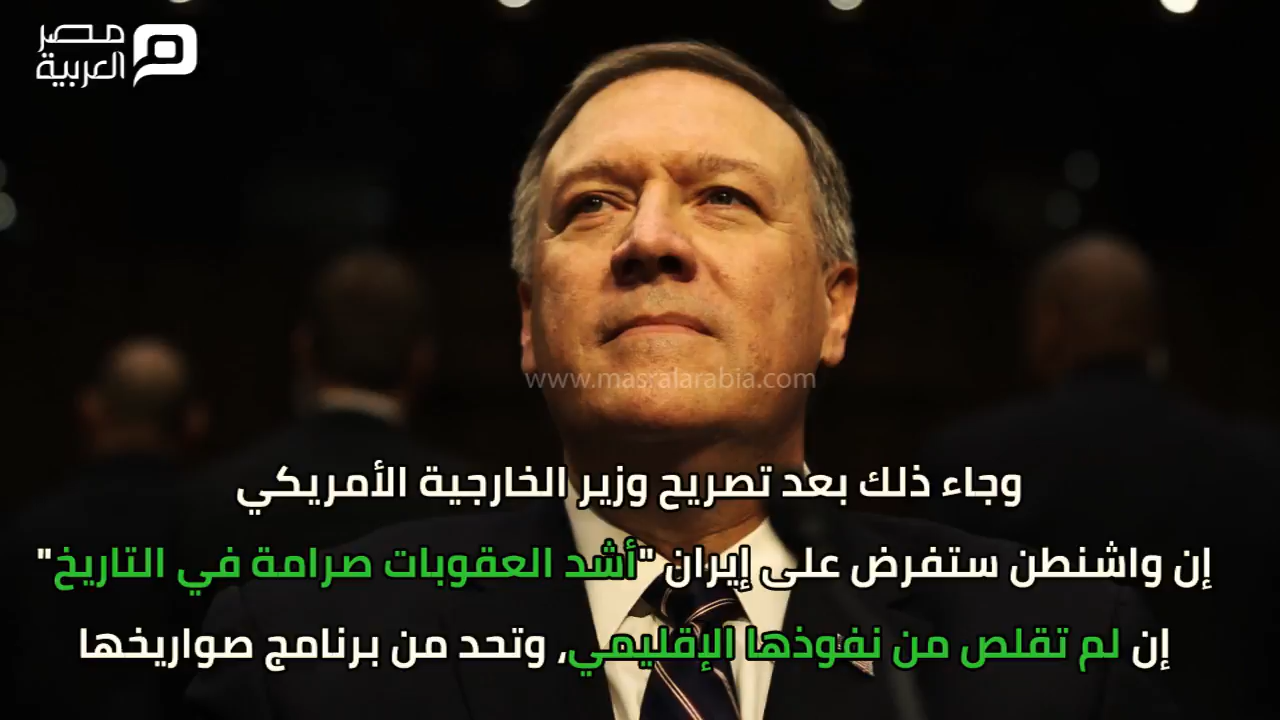 مصر
العربية
www.masralarabia.com
وجاء ذلك بعد تصريح وزير الخارجية الأمريكي
إن واشنطن ستفرض على إيران "أشد العقوبات صرامة في التاريخ"
إن لم تقلص من نفوذها الإقليمي, وتحد من برنامج صواريخها